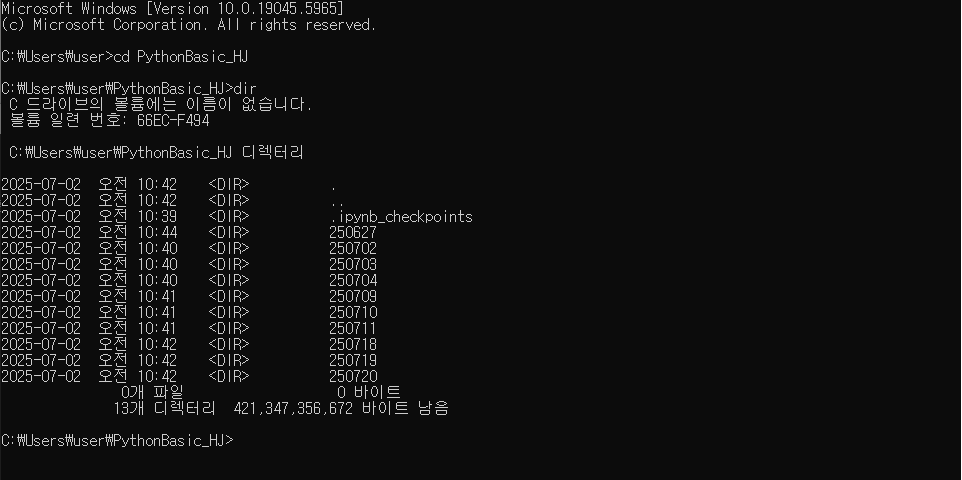 Microsoft Windows [Version 10.0.19045.5965]
(c) Microsoft Corporation. All rights reserved.
C:₩Users₩user>cd PythonBasic_HJ
C:₩Users₩user₩PythonBasic_HJ>dir
C 드라이브의 볼륨에는 이름이 없습니다.
볼륨 일련 번호: 66EC-F494
C:₩Users₩user₩PythonBasic_HJ 디렉터리
2025-07-02 오전 10:42 <DIR> .
2025-07-02 오전 10:42 <DIR> ..
2025-07-02 오전 10:39 <DIR> .ipynb_checkpoints
2025-07-02 오전 10:44 <DIR> 250627
2025-07-02 오전 10:40 <DIR> 250702
2025-07-02 오전 10:40 <DIR> 250703
2025-07-02 오전 10:40 <DIR> 250704
2025-07-02 오전 10:41 <DIR> 250709
2025-07-02 오전 10:41 <DIR> 250710
2025-07-02 오전 10:41 <DIR> 250711
2025-07-02 오전 10:42 <DIR> 250718
2025-07-02 오전 10:42 <DIR> 250719
2025-07-02 오전 10:42 <DIR> 250720
0개 파일 0 바이트
13개 디렉터리 421,347,356,672 바이트 남음
C:₩Users₩user₩PythonBasic_HJ>